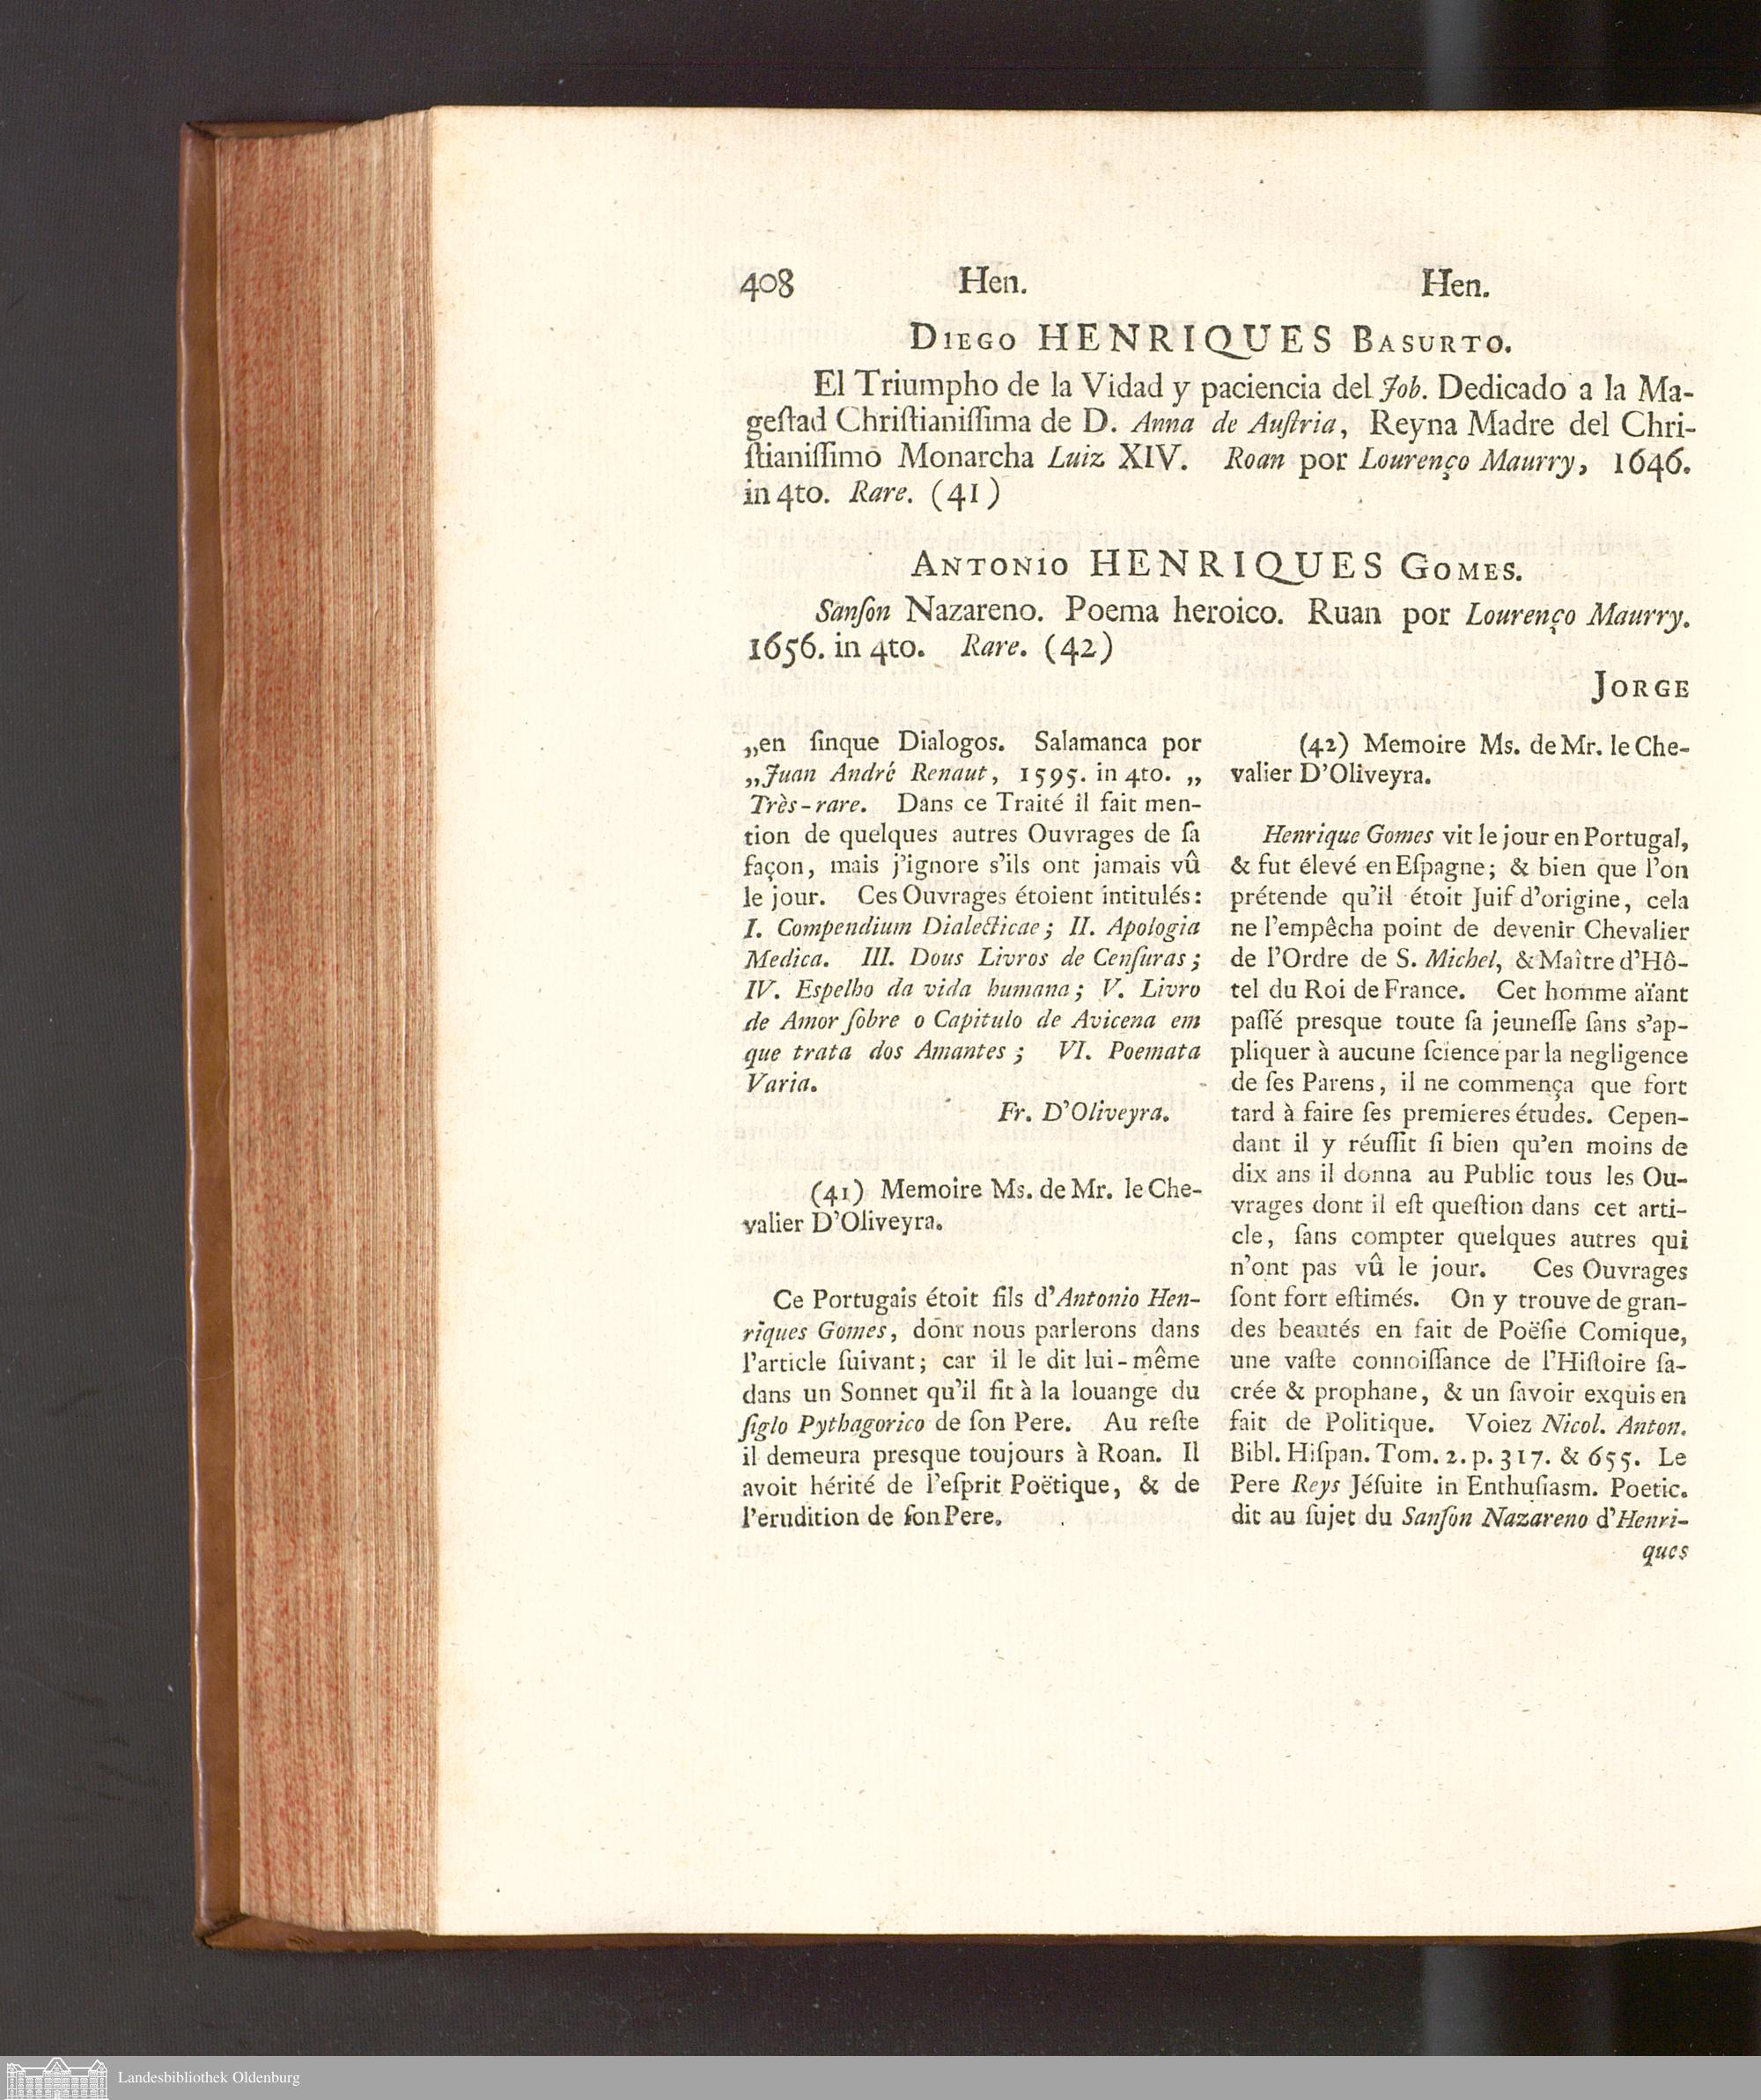 408 Hen. Hen.
Diego HENRIQUES Basurto.
El Triumpho de la Vidad y paciencia del Job. Dedicado a la Ma-
geſtad Chriſtianiſſima de D. Anna de Auſtria, Reyna Madre del Chri-
ſtianiſſimo Monarcha Luiz XIV. Roan por Lourenço Maurry, 1646.
in 4to. Rare. (41)
Antonio HENRIQUES Gomes.
Sanſon Nazareno. Poema heroico. Ruan por Lourenço Maurry.
1656. in 4to. Rare. (42)
Jorge
„en ſinque Dialogos. Salamanca por
„Juan André Renaut, 1595. in 4to. „
Très-rare. Dans ce Traité il fait men-
tion de quelques autres Ouvrages de ſa
façon, mais j'ignore s'ils ont jamais vû
le jour. Ces Ouvrages étoient intitulés:
I. Compendium Dialecticae; II. Apologia
Medica. III. Dous Livros de Cenſuras;
IV. Espelho da vida humana; V. Livro
de Amor ſobre o Capitulo de Avicena em
que trata dos Amantes; VI. Poemata
Varia.
Fr. D'Oliveyra.
(41) Memoire Ms. de Mr. le Che-
valier D'Oliveyra.
Ce Portugais étoit fils d'Antonio Hen-
riques Gomes, dont nous parlerons dans
l'article ſuivant; car il le dit lui-même
dans un Sonnet qu'il fit à la louange du
ſiglo Pythagorico de ſon Pere. Au reſte
il demeura presque toujours à Roan. Il
avoit hérité de l'eſprit Poëtique, & de
l'erudition de ſon Pere.
(42) Memoire Ms. de Mr. le Che-
valier D'Oliveyra.
Henrique Gomes vit le jour en Portugal,
& fut élevé en Eſpagne; & bien que l'on
prétende qu'il étoit Juif d'origine, cela
ne l'empêcha point de devenir Chevalier
de l'Ordre de S. Michel, & Maître d'Hô-
tel du Roi de France. Cet homme aïant
paſſé presque toute ſa jeuneſſe ſans s'ap-
pliquer à aucune ſcience par la negligence
de ſes Parens, il ne commença que fort
tard à faire ſes premieres études. Cepen-
dant il y réuſſit ſi bien qu'en moins de
dix ans il donna au Public tous les Ou-
vrages dont il eſt queſtion dans cet arti-
cle, ſans compter quelques autres qui
n'ont pas vû le jour. Ces Ouvrages
ſont fort eſtimés. On y trouve de gran-
des beautés en fait de Poëſie Comique,
une vaſte connoiſſance de l'Hiſtoire ſa-
crée & prophane, & un ſavoir exquis en
fait de Politique. Voiez Nicol. Anton.
Bibl. Hiſpan. Tom. 2. p. 317. & 655. Le
Pere Reys Jéſuite in Enthuſiasm. Poetic.
dit au ſujet du Sanſon Nazareno d'Henri-
ques
Landesbibliothek Oldenburg